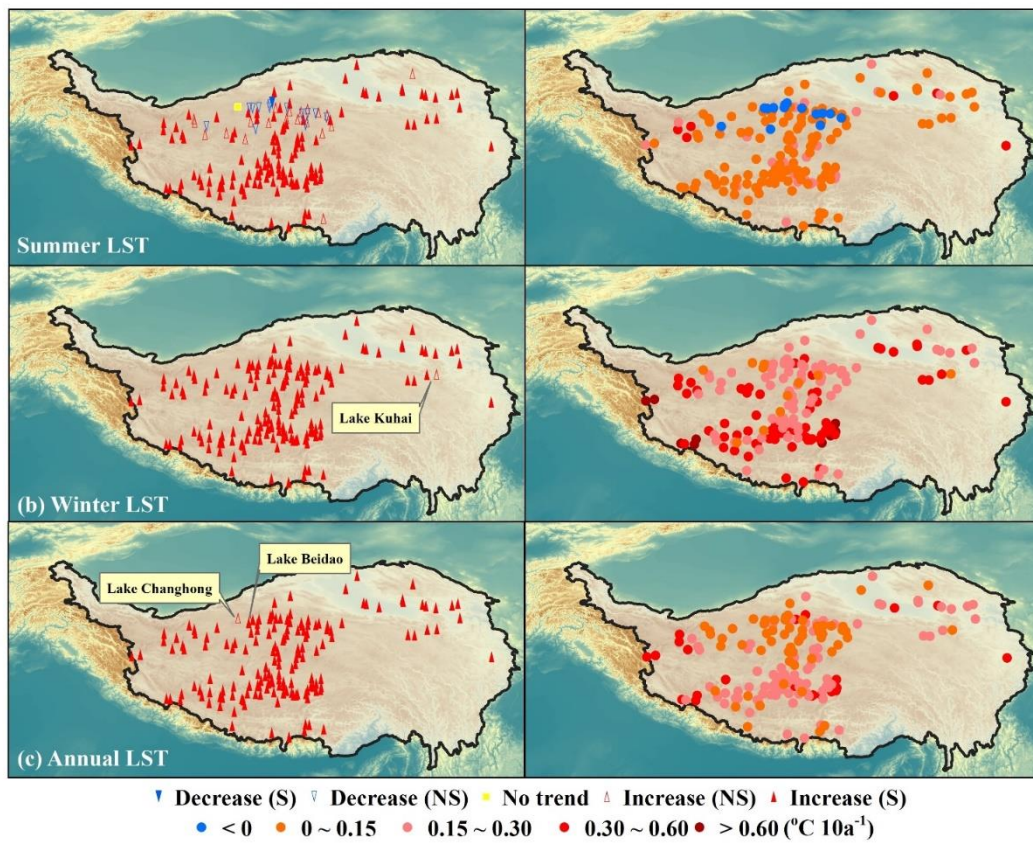 Summer LST
Lake Kuhai
(b) Winter LST
Lake Beidao
Lake Changhong
(c) Annual LST
Decrease (S) Decrease (NS) No trend Increase (NS) Increase (S)
< 0 0 ~ 0.15 0.15 ~ 0.30 0.30 ~ 0.60 > 0.60 (°C 10a⁻¹)